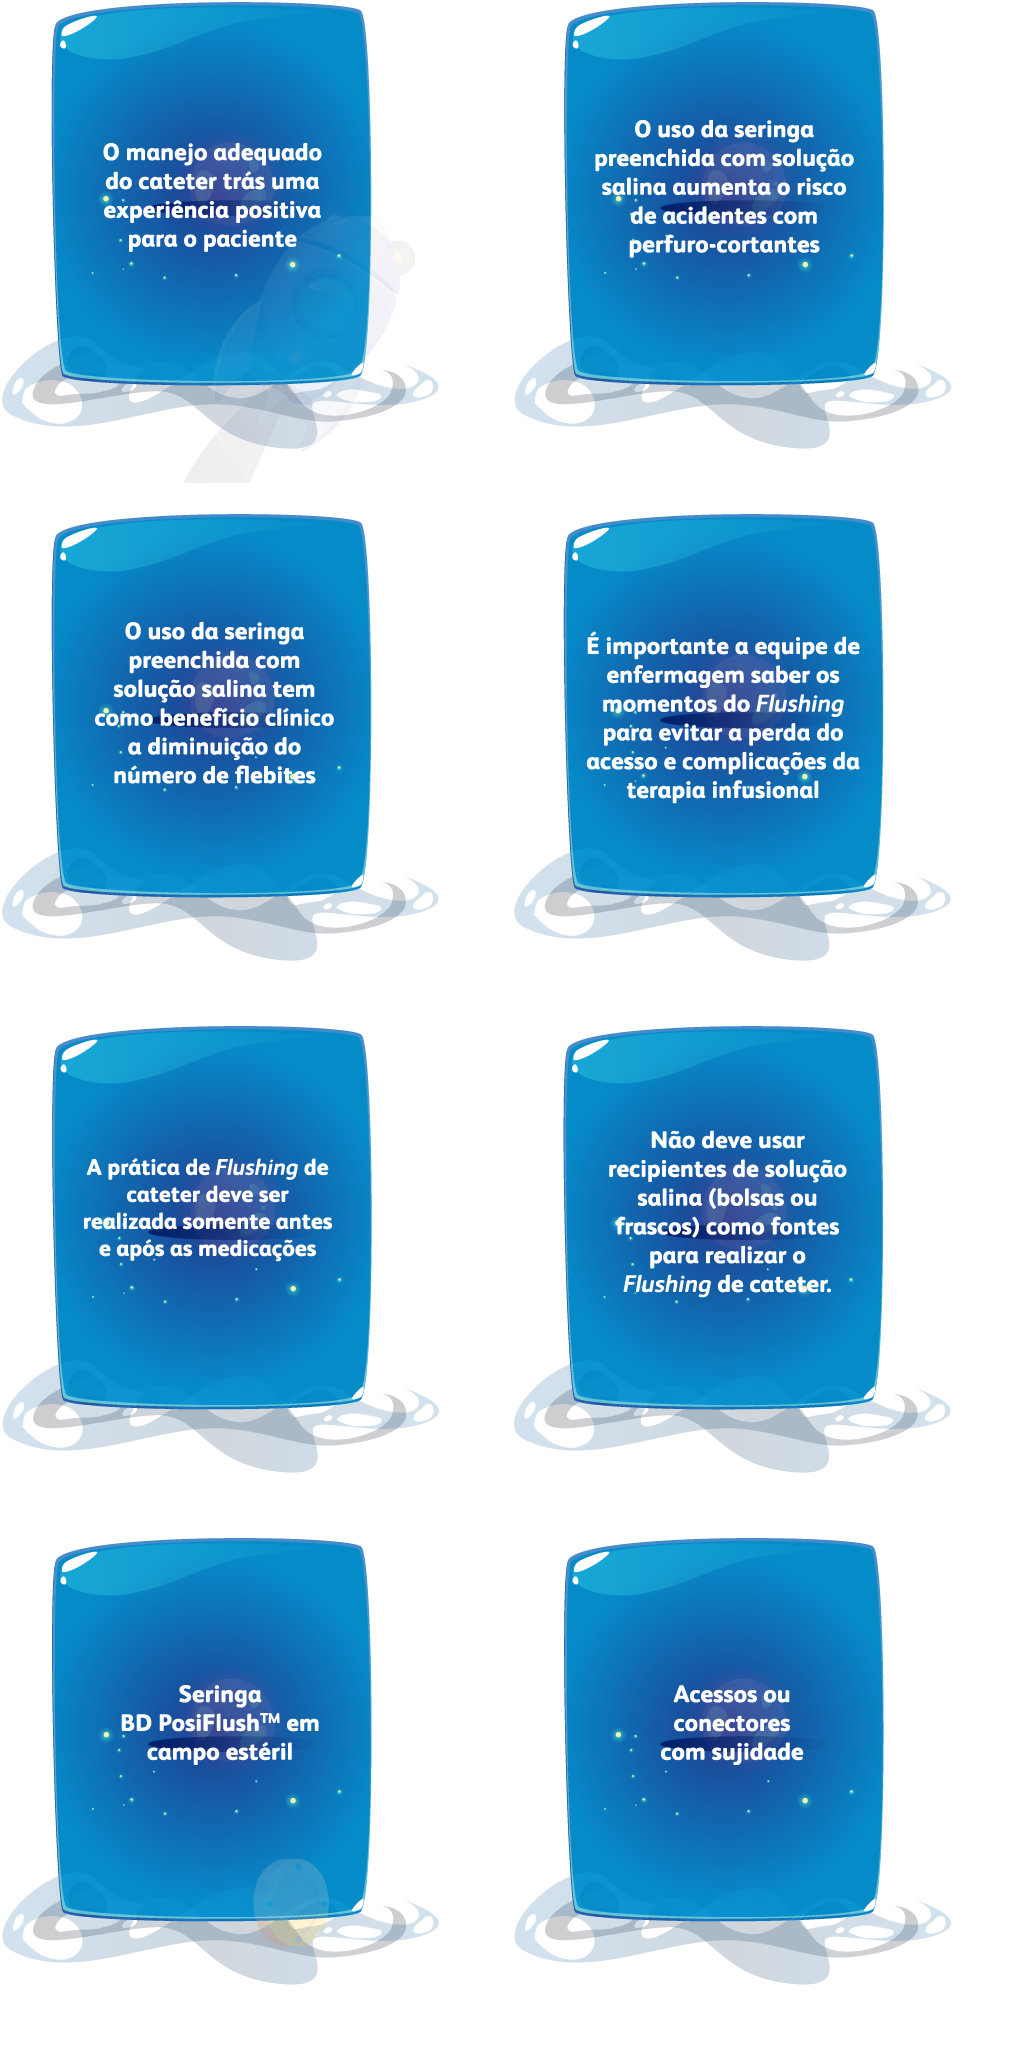 O manejo adequado
do cateter trás uma
experiência positiva
para o paciente
O uso da seringa
preenchida com solução
salina aumenta o risco
de acidentes com
perfuro-cortantes
O uso da seringa
preenchida com
solução salina tem
como benefício clínico
a diminuição do
número de flebites
É importante a equipe de
enfermagem saber os
momentos do Flushing
para evitar a perda do
acesso e complicações da
terapia infusional
A prática de Flushing de
cateter deve ser
realizada somente antes
e após as medicações
Não deve usar
recipientes de solução
salina (bolsas ou
frascos) como fontes
para realizar o
Flushing de cateter.
Seringa
BD PosiFlush™ em
campo estéril
Acessos ou
conectores
com sujidade